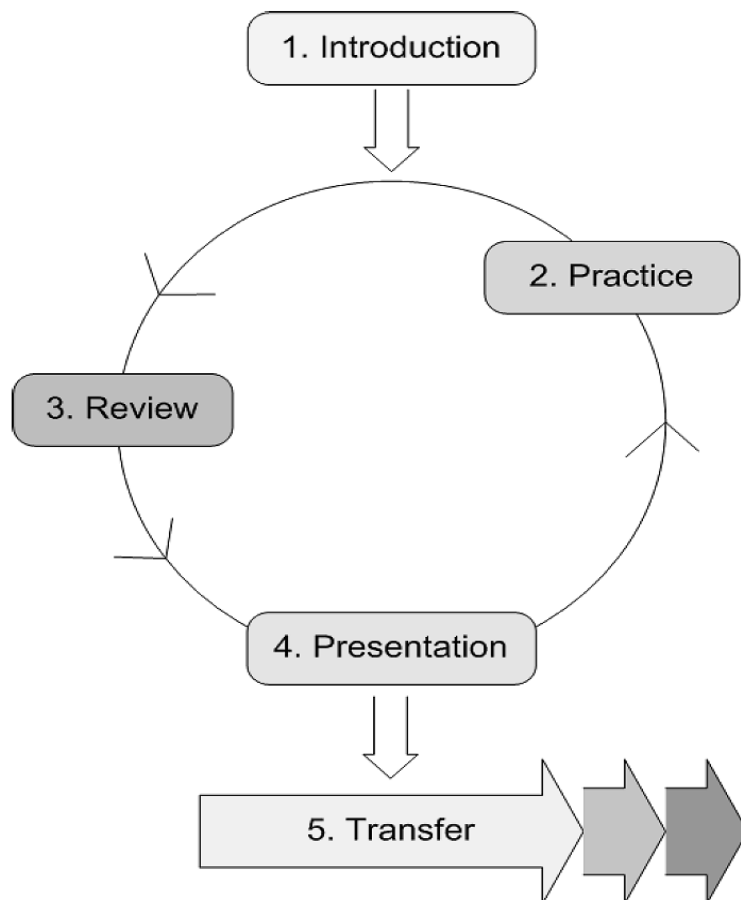 1. Introduction
2. Practice
3. Review
4. Presentation
5. Transfer